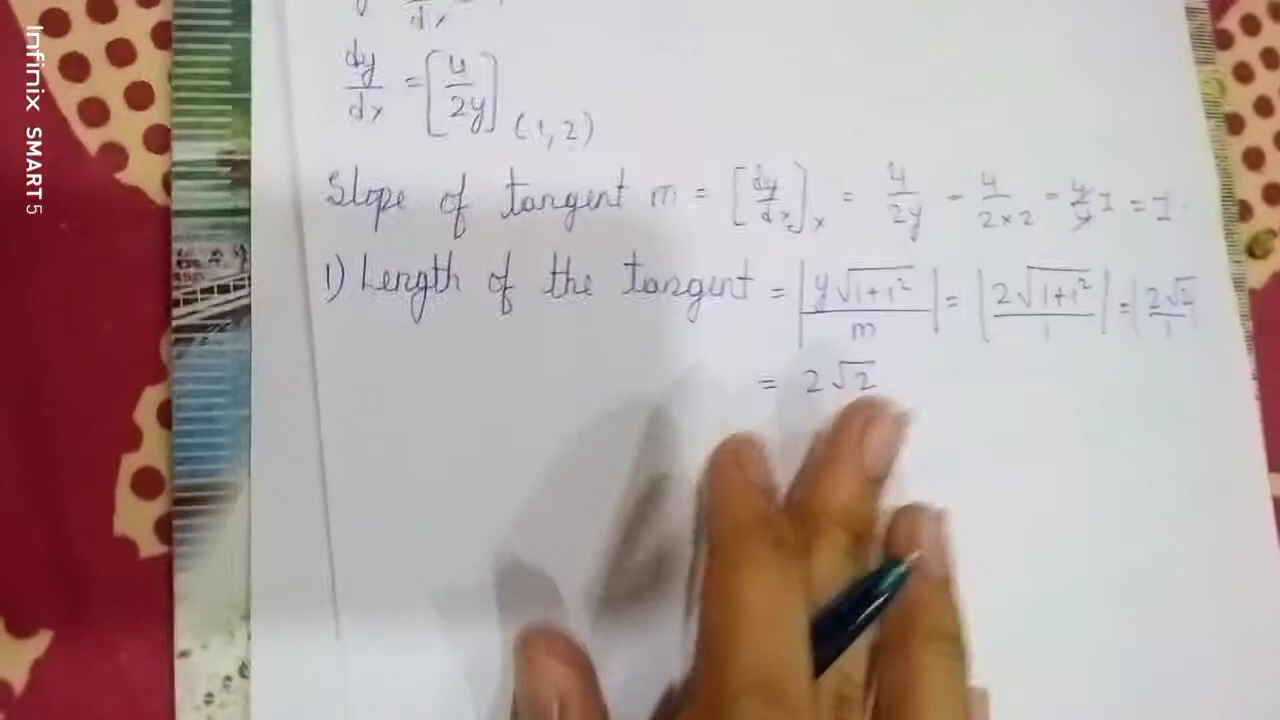 dx
dy/dx = [4/2y] (1,2)
Slope of tangent m = [dy/dx]x = 4/2y = 4/2×2 = 4/4 1 = 1.
1) Length of the tangent = |y√1+1²/m| = |2√1+1²/1| = |2√2/1|
= 2√2
Infinix SMART 5